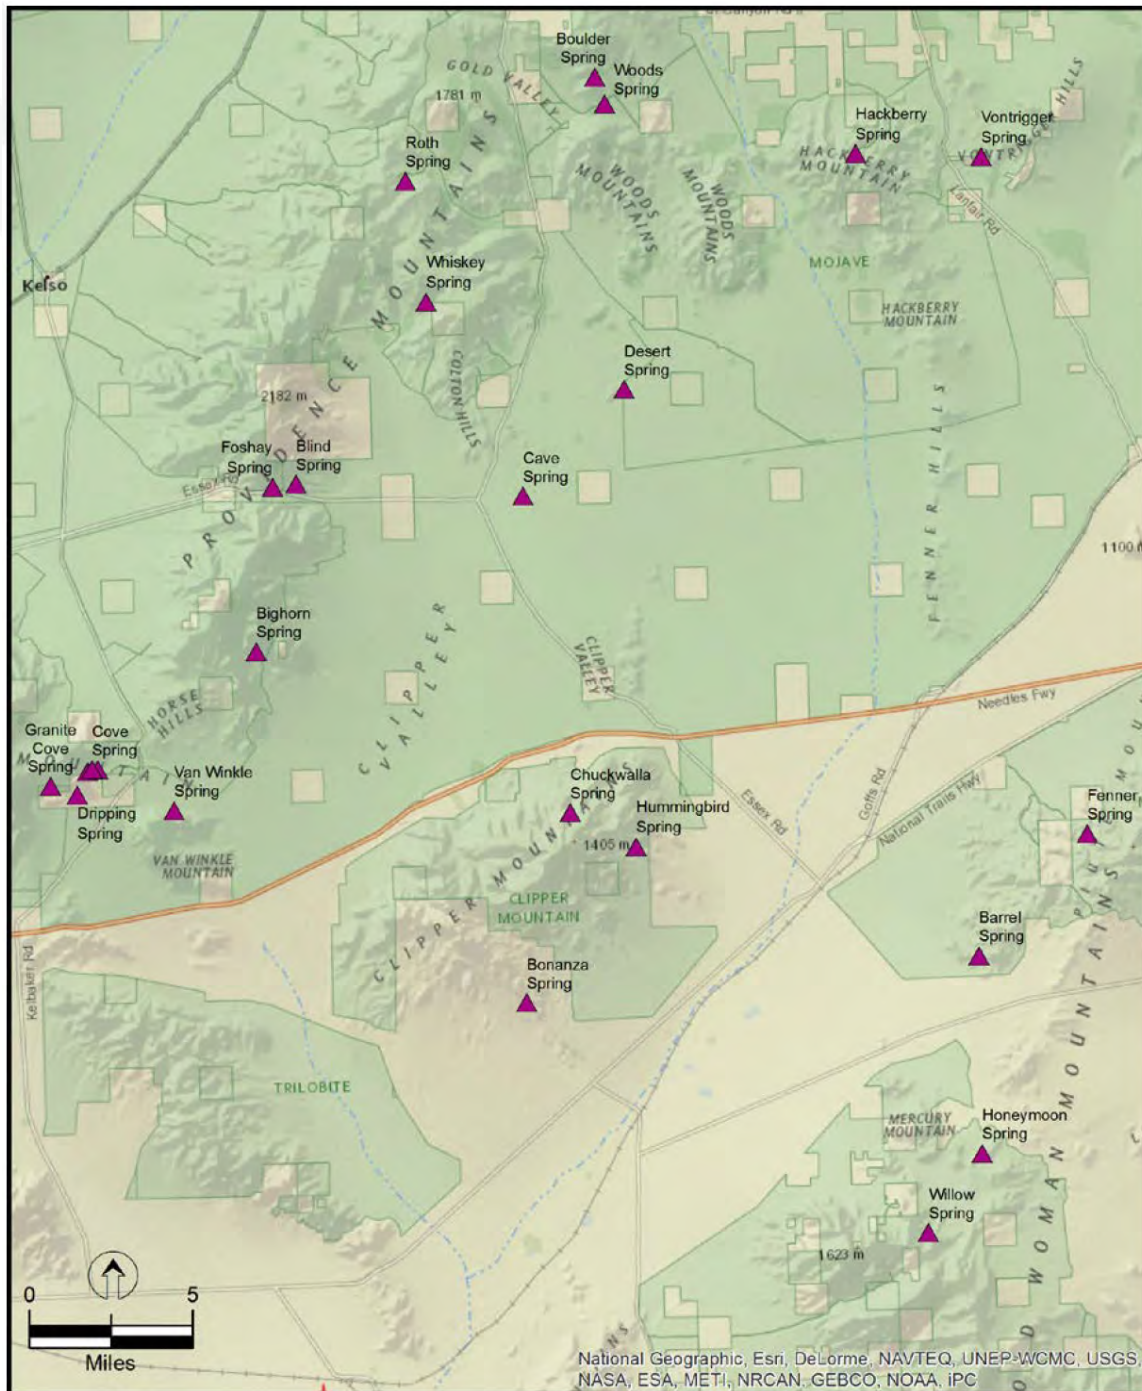 Boulder
Spring
Woods
Spring
GOLD VALLEY
1781 m
Hackberry
Spring
Vontrigger
Spring
VONTRIGGER HILLS
HACKBERRY
MOUNTAIN
Roth
Spring
WOODS
MOUNTAINS
WOODS
MOUNTAINS
Lanfair Rd
MOJAVE
Kelso
Whiskey
Spring
HACKBERRY
MOUNTAIN
PROVIDENCE MOUNTAINS
COLTON HILLS
Desert
Spring
2182 m
Foshay
Spring
Blind
Spring
Essex Rd
Cave
Spring
FENNER HILLS
1100 m
Bighorn
Spring
CLIPPER
VALLEY
CLIPPER
VALLEY
HORSE
HILLS
Needles Fwy
Granite
Cove
Spring
Cove
Spring
MOUNTAIN
Van Winkle
Spring
Dripping
Spring
VAN WINKLE
MOUNTAIN
Chuckwalla
Spring
Hummingbird
Spring
1405 m
Essex Rd
Goffs Rd
National Trails Hwy
Fenner
Spring
CLIPPER MOUNTAINS
CLIPPER
MOUNTAIN
Barrel
Spring
Kelbaker Rd
Bonanza
Spring
TRILOBITE
MERCURY
MOUNTAIN
Honeymoon
Spring
Willow
Spring
1623 m
WOMAN MOUNTAINS
0 5
Miles
National Geographic, Esri, DeLorme, NAVTEQ, UNEP-WCMC, USGS,
NASA, ESA, METI, NRCAN, GEBCO, NOAA, iPC